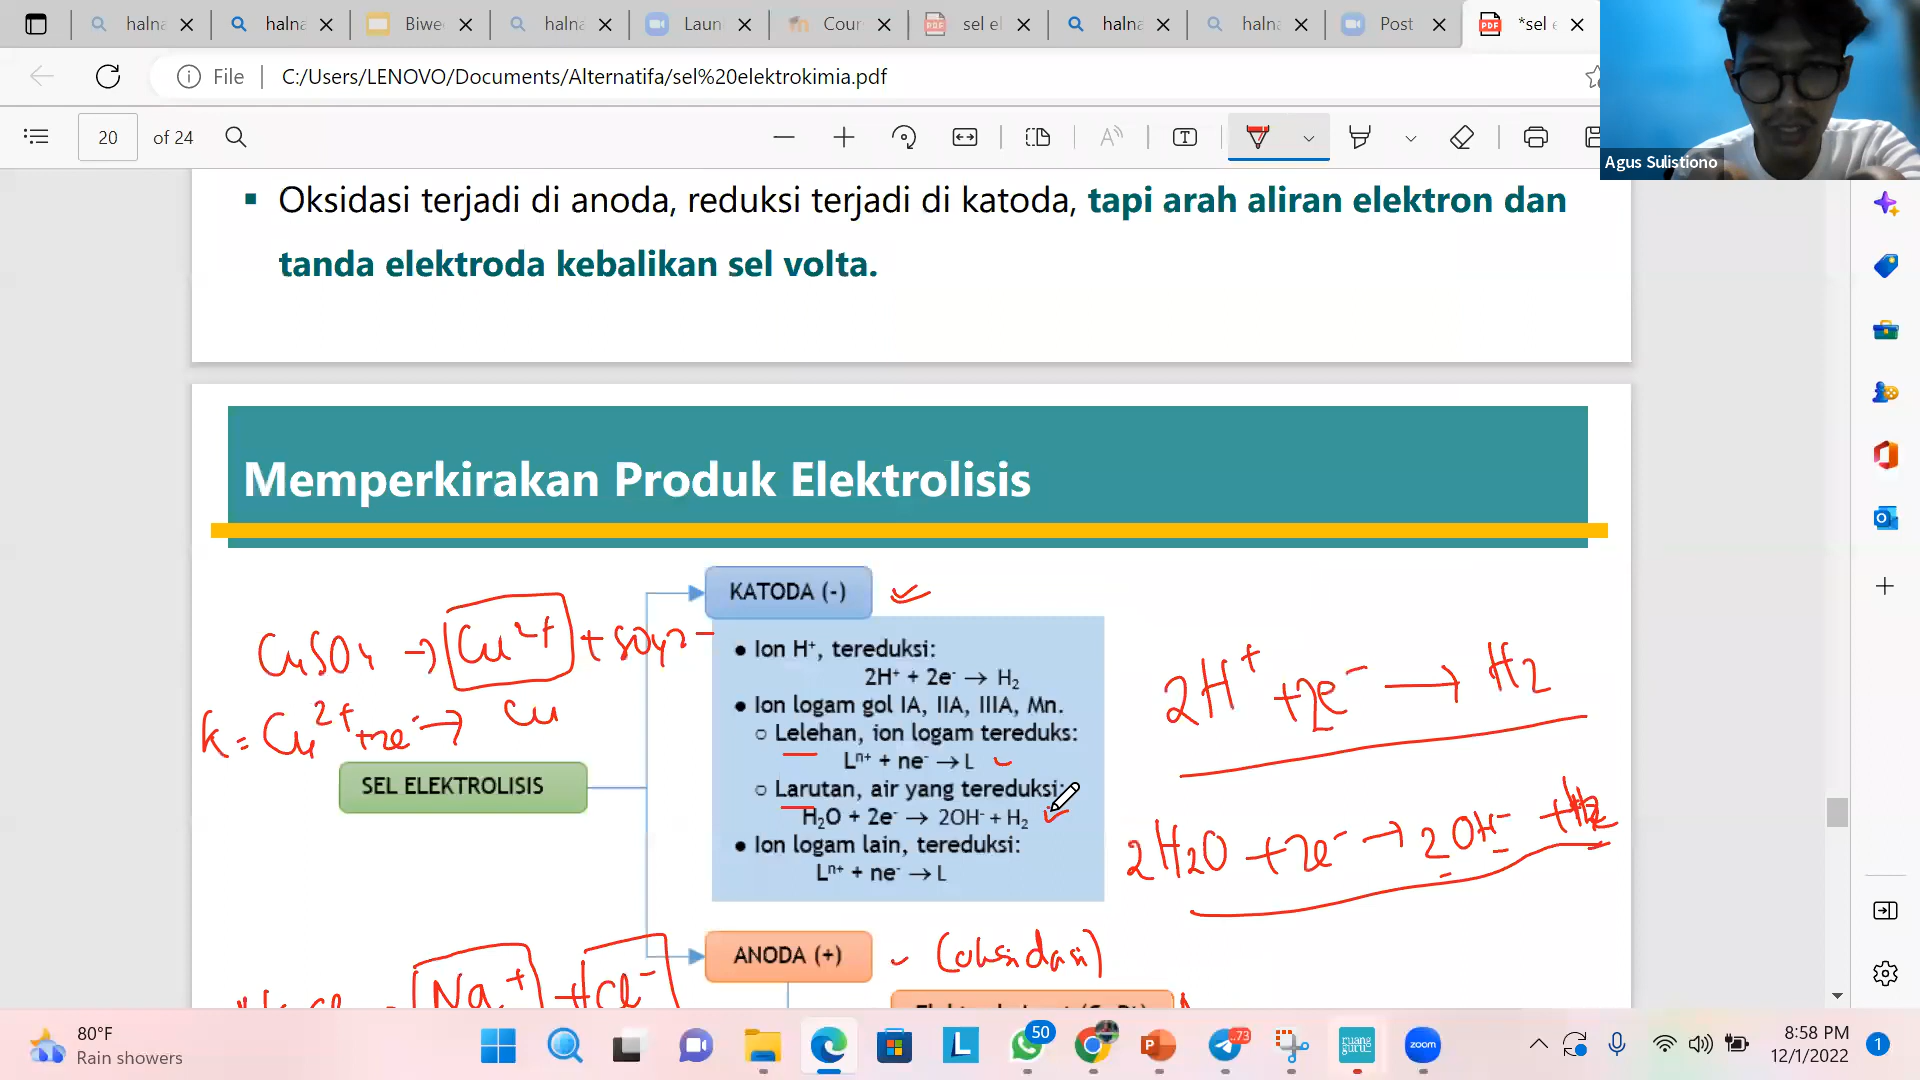 halna
halna
Biwe
halna
Laun
Cour
sel el
halna
halna
Post
*sel e
File
C:/Users/LENOVO/Documents/Alternatifa/sel%20elektrokimia.pdf
20 of 24
Agus Sulistiono
Oksidasi terjadi di anoda, reduksi terjadi di katoda, tapi arah aliran elektron dan
tanda elektroda kebalikan sel volta.
Memperkirakan Produk Elektrolisis
KATODA (-)
CuSO4 → Cu2+ + SO42-
K = Cu2+ +2e- → Cu
• Ion H⁺, tereduksi:
2H⁺ + 2e⁻ → H₂
• Ion logam gol IA, IIA, IIIA, Mn.
○ Lelehan, ion logam tereduks:
Lⁿ⁺ + ne⁻ → L
○ Larutan, air yang tereduksi:
H₂O + 2e⁻ → 2OH⁻ + H₂
• Ion logam lain, tereduksi:
Lⁿ⁺ + ne⁻ → L
2H+ +2e- → H2
2H2O +2e- → 2OH- +H2
SEL ELEKTROLISIS
ANODA (+)
(oksidasi)
Na+ + Cl-
80°F
Rain showers
50
73
ruang guru
zoom
8:58 PM
12/1/2022
1